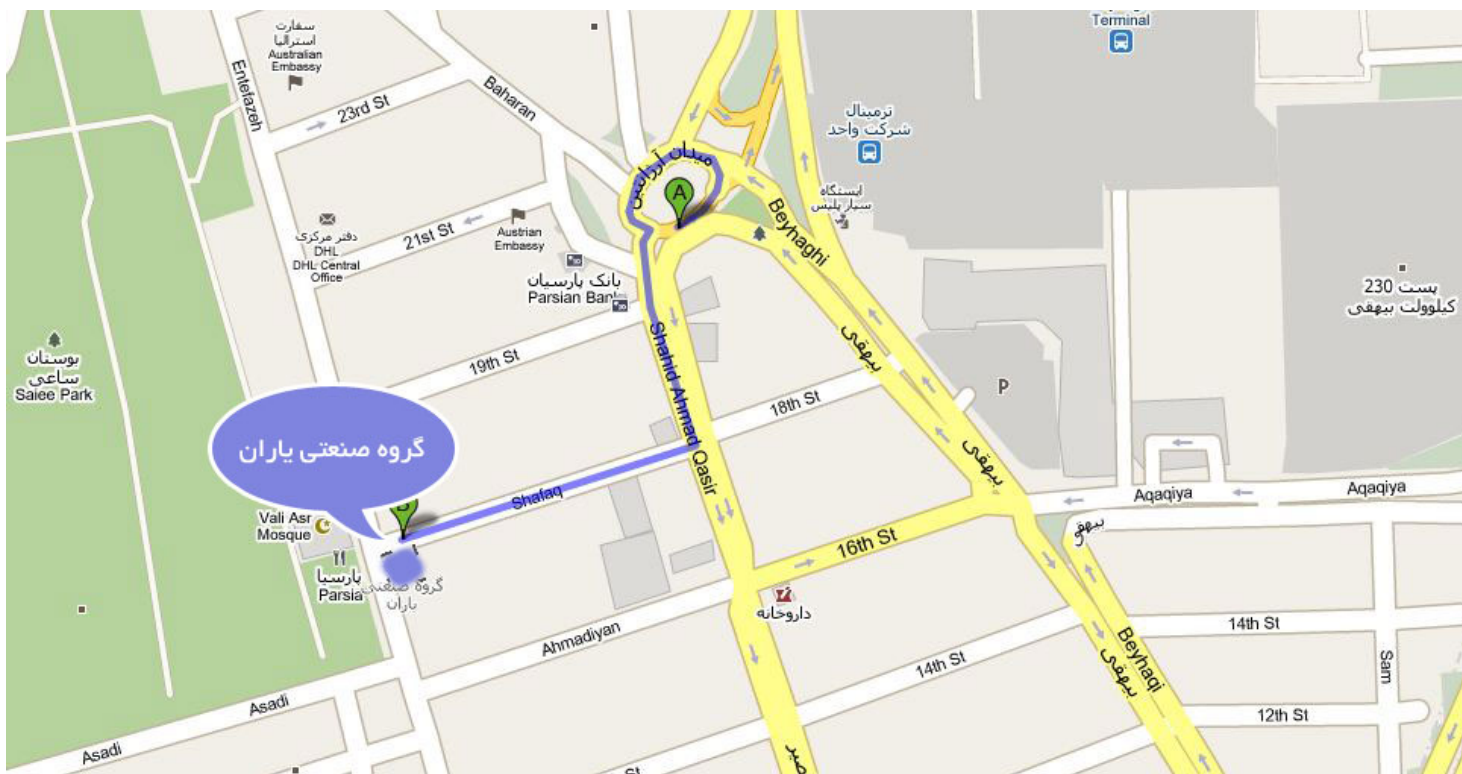 Terminal
سفارت
استرالیا
Australian
Embassy
Entefazeh
23rd St
Baharan
ترمینال
شرکت واحد
میدان آرژانتین
A
ایستگاه
سیار پلیس
Beyhaghi
دفتر مرکزی
DHL
DHL Central
Office
21st St
Austrian
Embassy
بانک پارسیان
Parsian Bank
پست 230
کیلوولت بیهقی
بوستان
ساعی
Saiee Park
19th St
Shahid Ahmad Qasir
بیهقی
P
18th St
گروه صنعتی یاران
بیهقی
Aqaqiya
Aqaqiya
Shafaq
B
Vali Asr
Mosque
پارسیا
Parsia
گروه صنعتی
یاران
16th St
بیهقی
داروخانه
Ahmadiyan
14th St
14th St
Beyhaqi
بیهقی
Sam
Asadi
Asadi
12th St
St